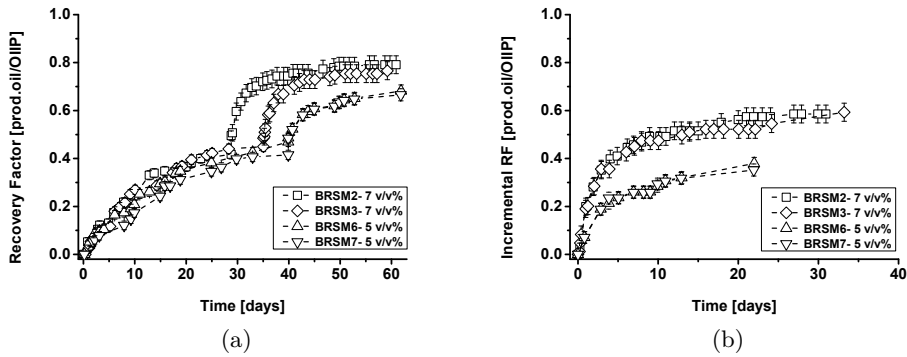 Recovery Factor [prod.oil/OIIP]
1.0
0.8
0.6
0.4
0.2
0.0
BRSM2- 7 v/v%
BRSM3- 7 v/v%
BRSM6- 5 v/v%
BRSM7- 5 v/v%
0 10 20 30 40 50 60
Time [days]
(a)
Incremental RF [prod.oil/OIIP]
1.0
0.8
0.6
0.4
0.2
0.0
BRSM2- 7 v/v%
BRSM3- 7 v/v%
BRSM6- 5 v/v%
BRSM7- 5 v/v%
0 10 20 30 40
Time [days]
(b)